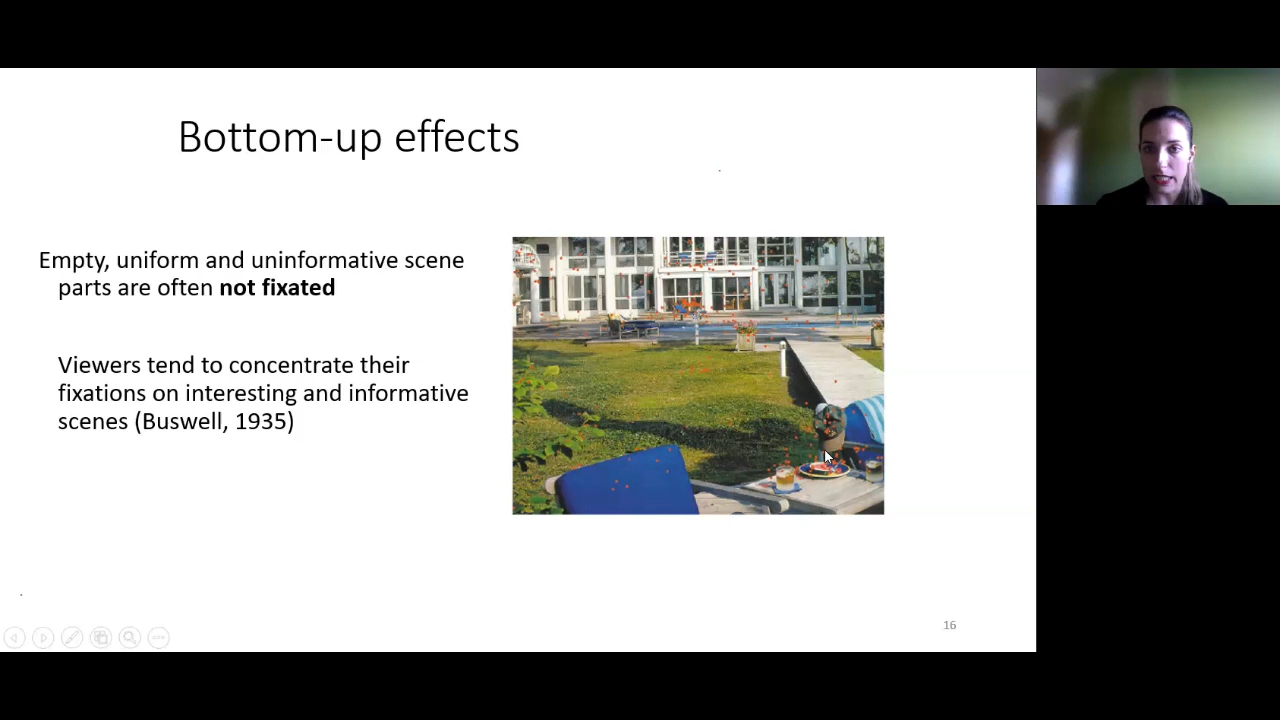 Bottom-up effects
Empty, uniform and uninformative scene
parts are often not fixated
Viewers tend to concentrate their
fixations on interesting and informative
scenes (Buswell, 1935)
16